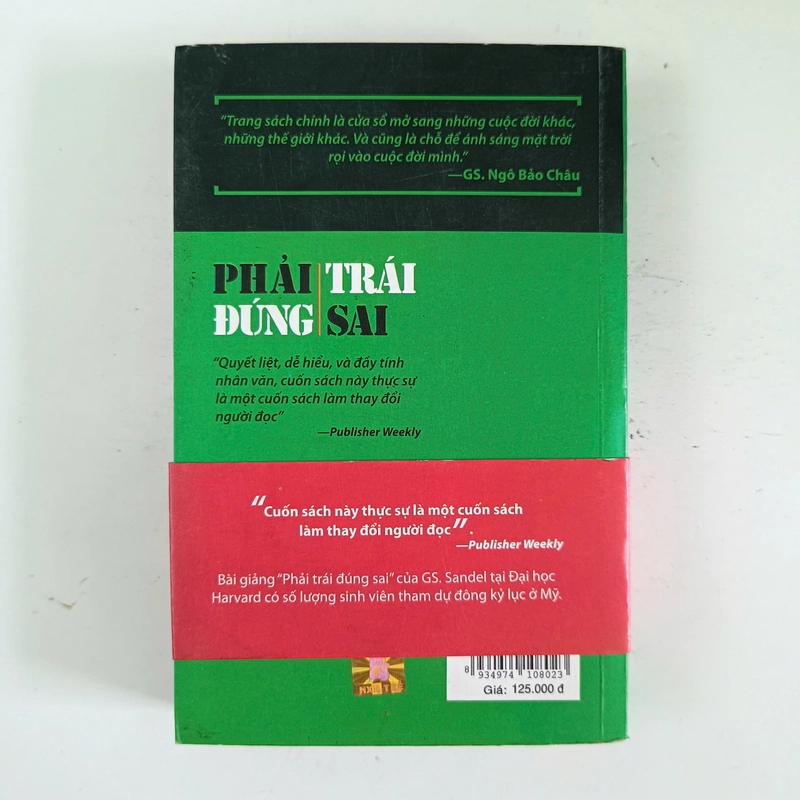 "Trang sách chính là cửa sổ mở sang những cuộc đời khác,
những thế giới khác. Và cũng là chỗ để ánh sáng mặt trời
rọi vào cuộc đời mình."
—GS. Ngô Bảo Châu
PHẢI TRÁI
ĐÚNG SAI
"Quyết liệt, dễ hiểu, và đầy tính
nhân văn, cuốn sách này thực sự
là một cuốn sách làm thay đổi
người đọc"
—Publisher Weekly
"Cuốn sách này thực sự là một cuốn sách
làm thay đổi người đọc".
—Publisher Weekly
Bài giảng "Phải trái đúng sai" của GS. Sandel tại Đại học
Harvard có số lượng sinh viên tham dự đông kỷ lục ở Mỹ.
8 934974 108023
Giá: 125.000 đ